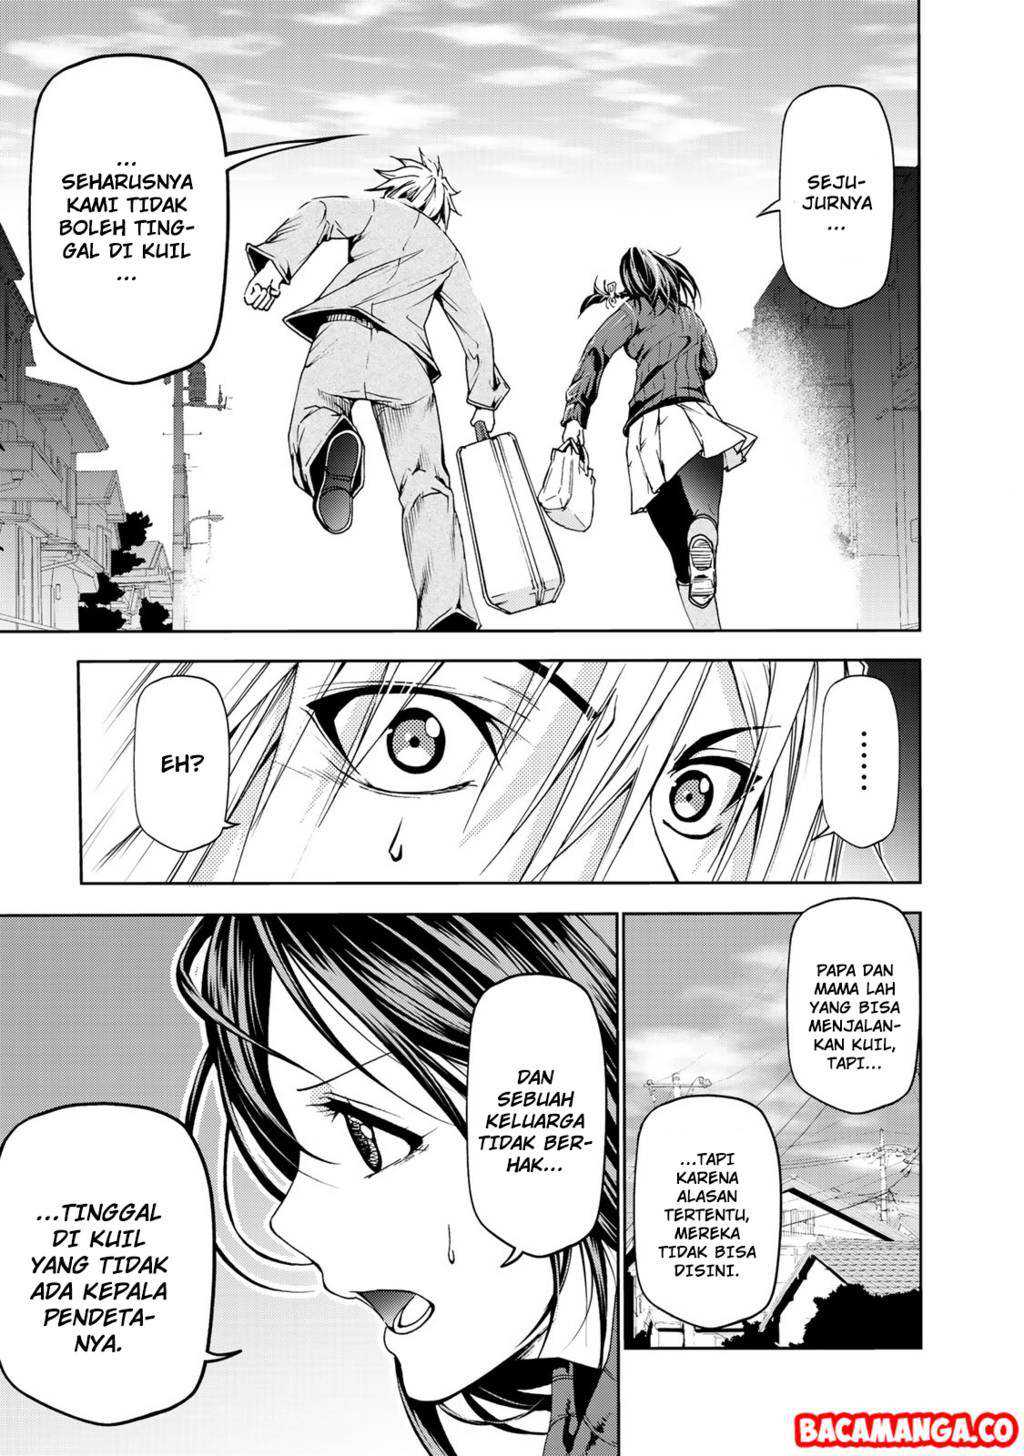 SEJU-
JURNYA
...
...
SEHARUSNYA
KAMI TIDAK
BOLEH TING-
GAL DI KUIL
...
......
EH?
PAPA DAN
MAMA LAH
YANG BISA
MENJALAN-
KAN KUIL,
TAPI...
...TAPI
KARENA
ALASAN
TERTENTU,
MEREKA
TIDAK BISA
DISINI.
DAN
SEBUAH
KELUARGA
TIDAK BER-
HAK...
...TINGGAL
DI KUIL
YANG TIDAK
ADA KEPALA
PENDETA-
NYA.
BACAMANGA.CO